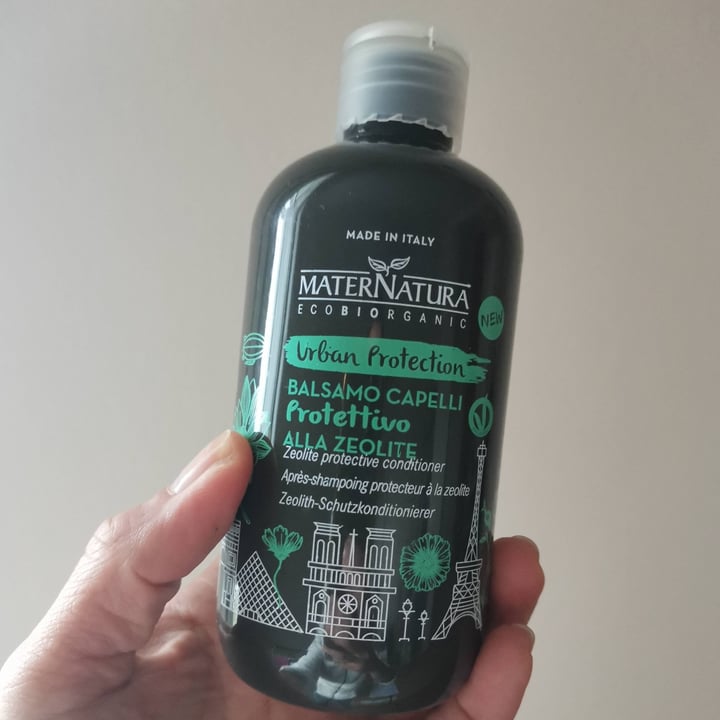 MADE IN ITALY
MATERNATURA
ECOBIORGANIC
NEW
Urban Protection
BALSAMO CAPELLI
Protettivo
ALLA ZEOLITE
Zeolite protective conditioner
Après-shampoing protecteur à la zeolite
Zeolith-Schutzkonditionierer